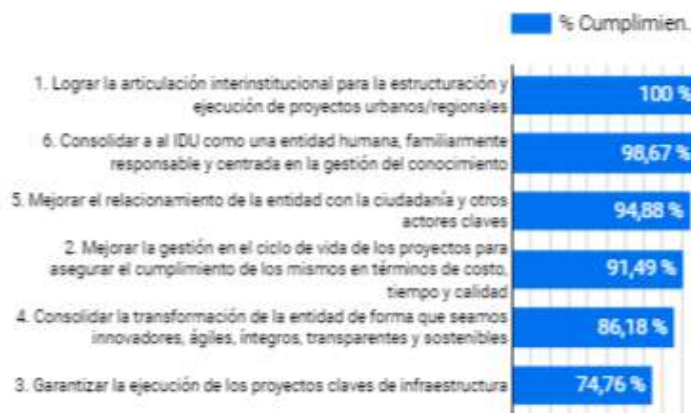 % Cumplimien..
1. Lograr la articulación interinstitucional para la estructuración y
ejecución de proyectos urbanos/regionales
100 %
6. Consolidar a al IDU como una entidad humana, familiarmente
responsable y centrada en la gestión del conocimiento
98,67 %
5. Mejorar el relacionamiento de la entidad con la ciudadanía y otros
actores claves
94,88 %
2. Mejorar la gestión en el ciclo de vida de los proyectos para
asegurar el cumplimiento de los mismos en términos de costo,
tiempo y calidad
91,49 %
4. Consolidar la transformación de la entidad de forma que seamos
innovadores, ágiles, íntegros, transparentes y sostenibles
86,18 %
3. Garantizar la ejecución de los proyectos claves de infraestructura
74,76 %